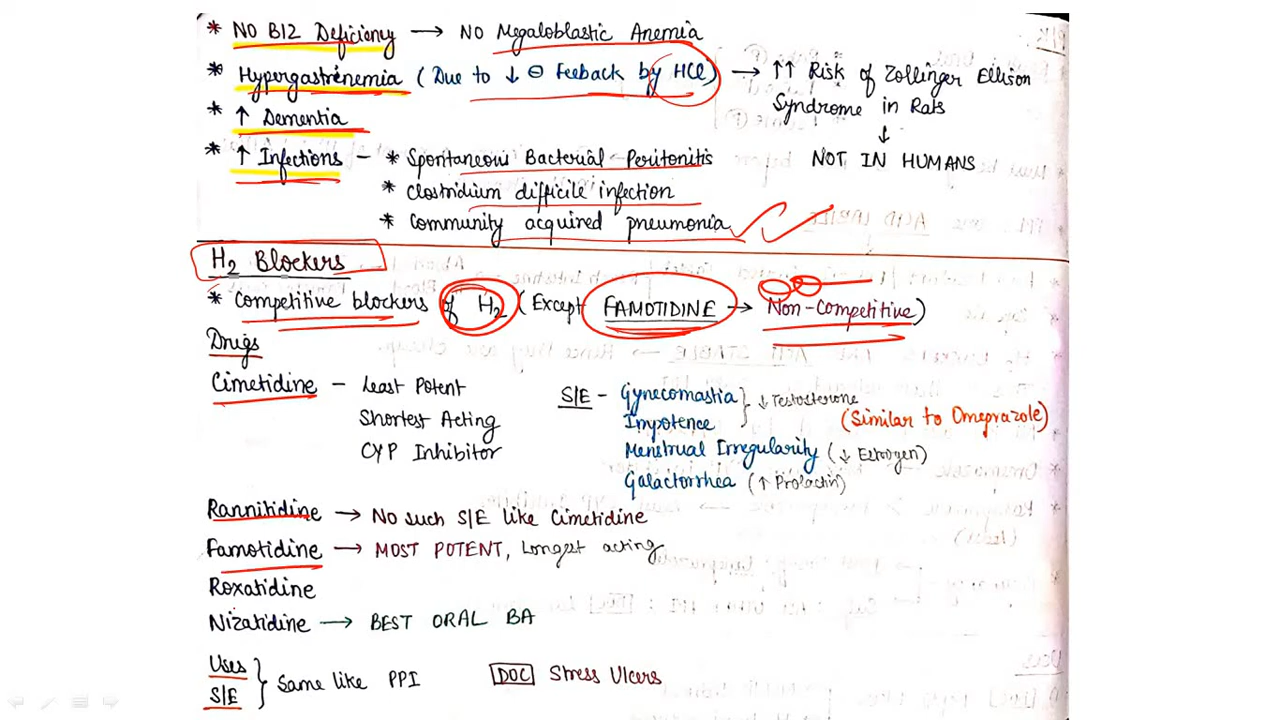 * NO B12 Deficiency → NO Megaloblastic Anemia
* Hypergastrenemia (Due to ↓ ⊖ Feeback by HCl) → ↑↑ Risk of Zollinger Ellison
Syndrome in Rats
↓
NOT IN HUMANS
* ↑ Dementia
* ↑ Infections - * Spontaneous Bacterial Peritonitis
* Clostridium difficile infection
* Community acquired pneumonia
H2 Blockers
* Competitive blockers of H2 (Except FAMOTIDINE → Non-Competitive)
Drugs
Cimetidine - Least Potent
Shortest Acting
CYP Inhibitor
S/E - Gynecomastia
Impotence
} ↓ Testosterone
(Similar to Omeprazole)
Menstrual Irregularity (↓ Estrogen)
Galactorrhea (↑ Prolactin)
Rannitidine → No such S/E like Cimetidine
Famotidine → MOST POTENT, Longest acting
Roxatidine
Nizatidine → BEST ORAL BA
Uses
S/E
} Same like PPI
DOC Stress Ulcers